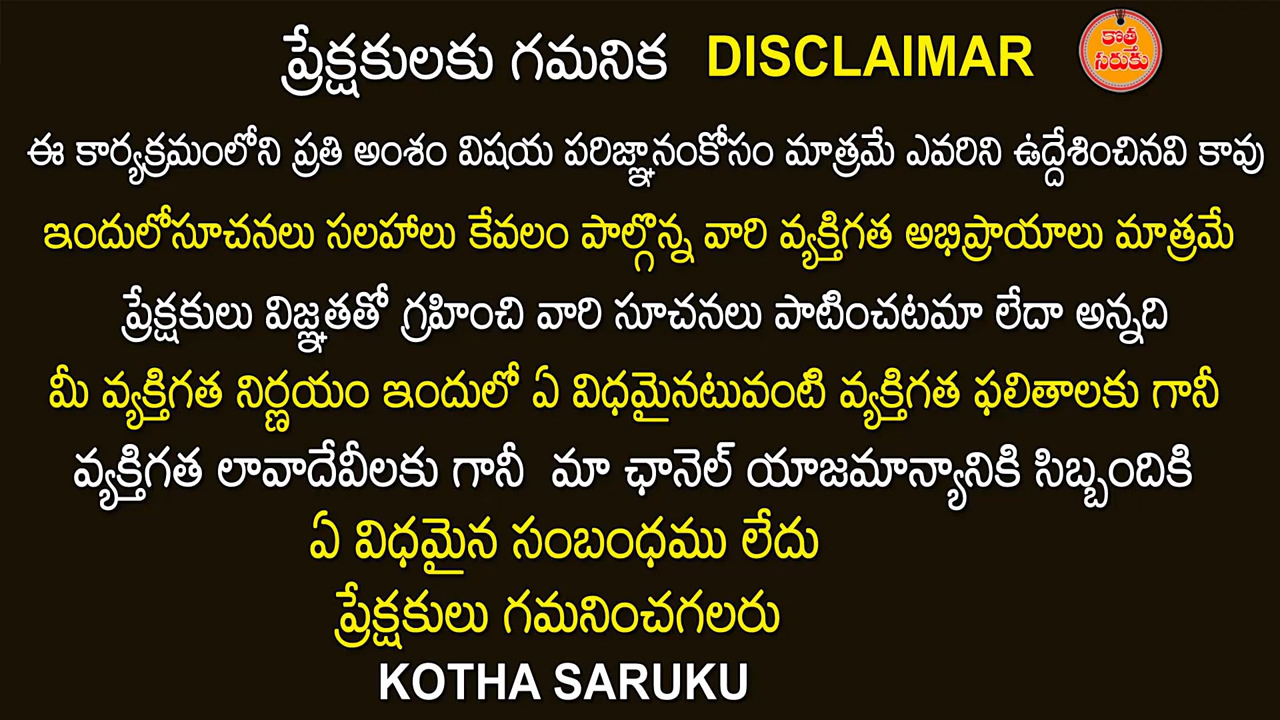 ప్రేక్షకులకు గమనిక DISCLAIMAR
కొత్త
సరుకు
ఈ కార్యక్రమంలోని ప్రతి అంశం విషయ పరిజ్ఞానంకోసం మాత్రమే ఎవరిని ఉద్దేశించినవి కావు
ఇందులోసూచనలు సలహాలు కేవలం పాల్గొన్న వారి వ్యక్తిగత అభిప్రాయాలు మాత్రమే
ప్రేక్షకులు విజ్ఞతతో గ్రహించి వారి సూచనలు పాటించటమా లేదా అన్నది
మీ వ్యక్తిగత నిర్ణయం ఇందులో ఏ విధమైనటువంటి వ్యక్తిగత ఫలితాలకు గానీ
వ్యక్తిగత లావాదేవీలకు గానీ మా ఛానెల్ యాజమాన్యానికి సిబ్బందికి
ఏ విధమైన సంబంధము లేదు
ప్రేక్షకులు గమనించగలరు
KOTHA SARUKU